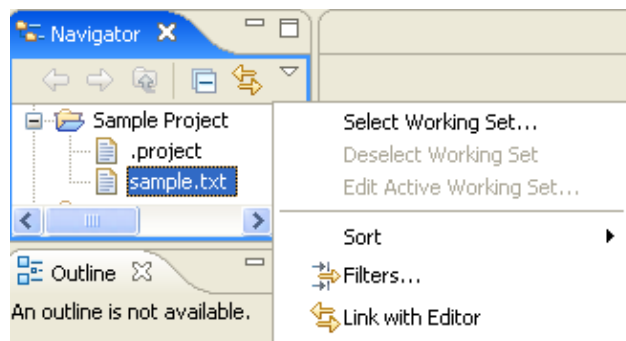 Navigator
Sample Project
.project
sample.txt
Outline
An outline is not available.
Select Working Set...
Deselect Working Set
Edit Active Working Set...
Sort
Filters...
Link with Editor